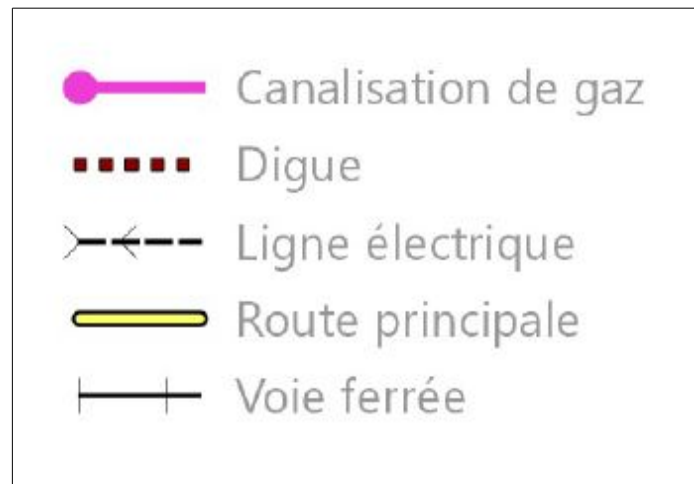 Canalisation de gaz
Digue
Ligne électrique
Route principale
Voie ferrée